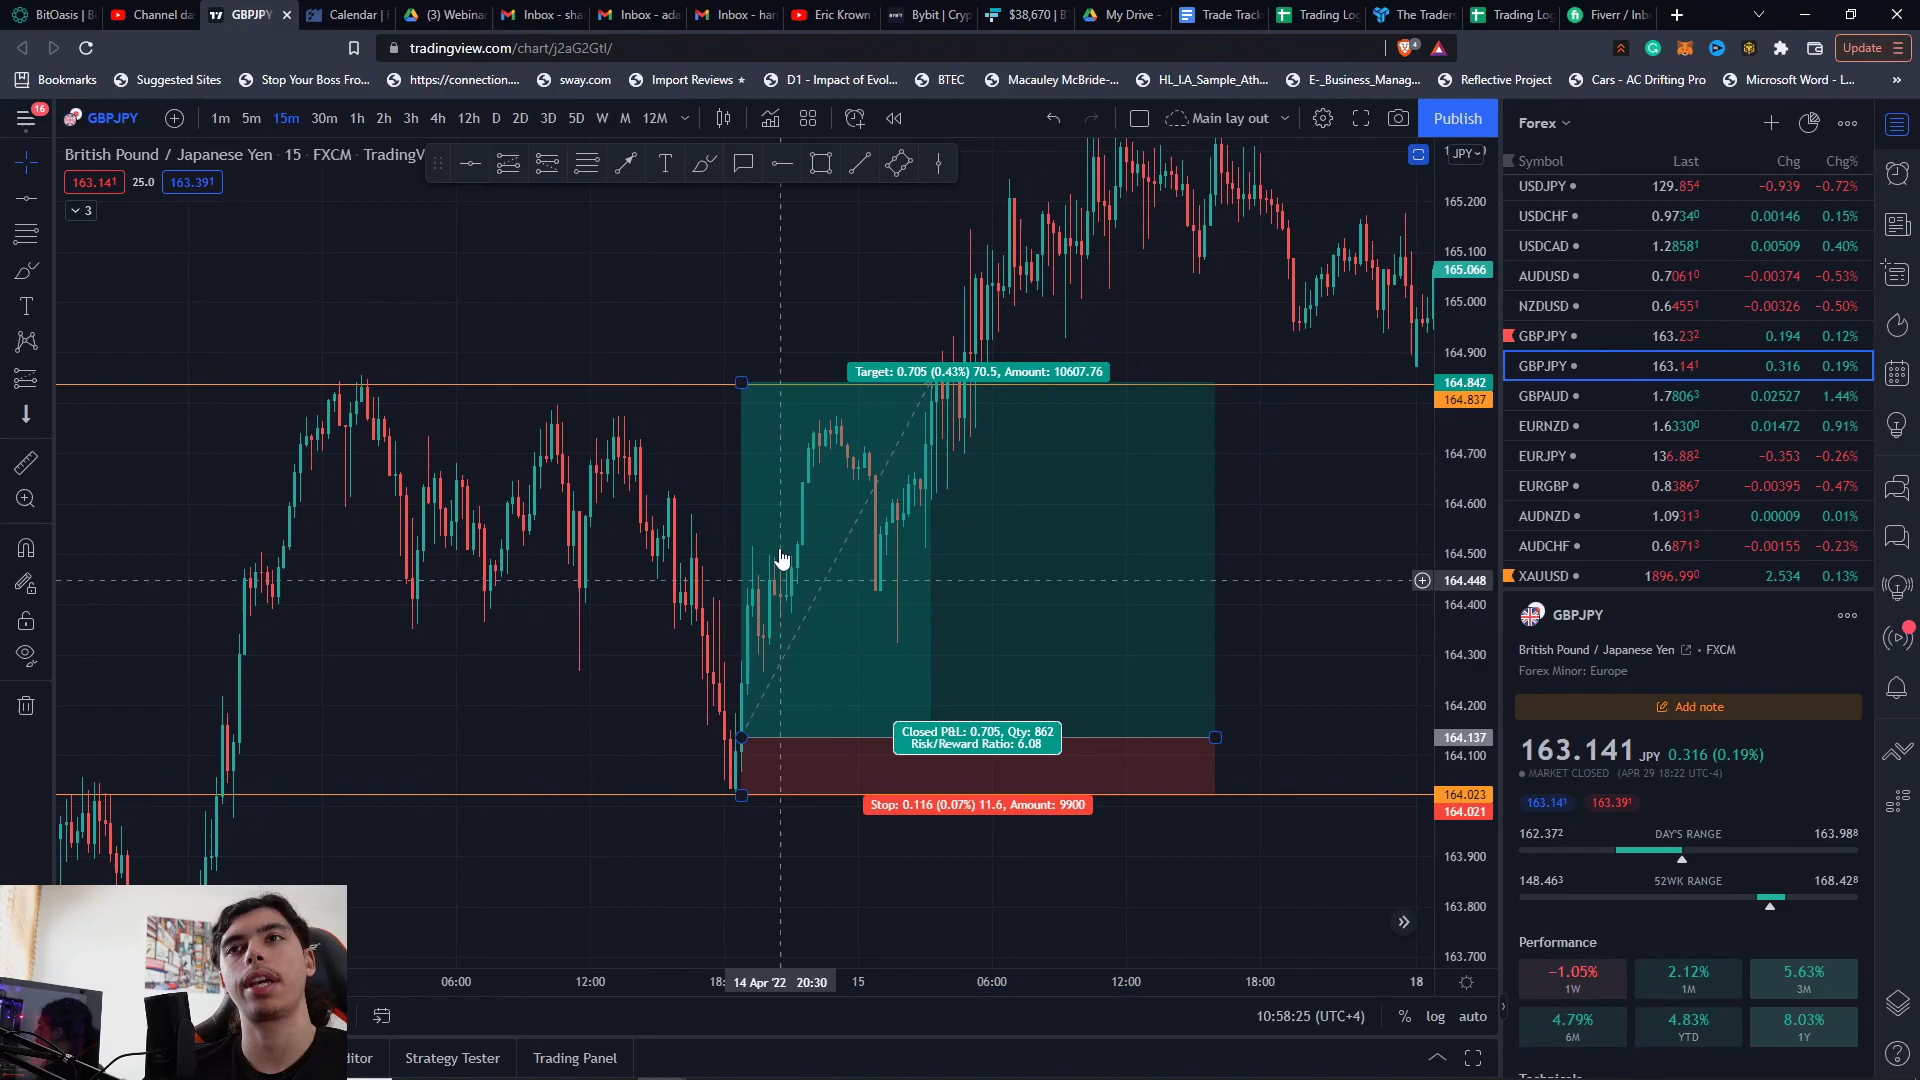 BitOasis | B
Channel da
GBPJPY
Calendar | F
(3) Webinar
Inbox - sha
Inbox - ada
Inbox - har
Eric Krown
Bybit | Cryp
$38,670 | B
My Drive -
Trade Track
Trading Log
The Traders
Trading Log
Fiverr / Inb
tradingview.com/chart/j2aG2GtI/
4
Update
Bookmarks
Suggested Sites
Stop Your Boss Fro...
https://connection....
sway.com
Import Reviews ★
D1 - Impact of Evol...
BTEC
Macauley McBride-...
HL_I.A_Sample_Ath...
E-_Business_Manag...
Reflective Project
Cars - AC Drifting Pro
Microsoft Word - L...
16
GBPJPY
1m 5m 15m 30m 1h 2h 3h 4h 12h D 2D 3D 5D W M 12M
Main lay out
Publish
British Pound / Japanese Yen · 15 · FXCM · TradingV
163.141 25.0 163.391
3
JPY
165.200
165.100
165.066
165.000
164.900
164.842
164.837
164.700
164.600
164.500
164.448
164.400
164.300
164.200
164.137
164.100
164.023
164.021
163.900
163.800
163.700
Target: 0.705 (0.43%) 70.5, Amount: 10607.76
Closed P&L: 0.705, Qty: 862
Risk/Reward Ratio: 6.08
Stop: 0.116 (0.07%) 11.6, Amount: 9900
06:00
12:00
18:
14 Apr '22 20:30
15
06:00
12:00
18:00
18
10:58:25 (UTC+4)
% log auto
ditor
Strategy Tester
Trading Panel
Forex
Symbol Last Chg Chg%
USDJPY 129.854 −0.939 −0.72%
USDCHF 0.97340 0.00146 0.15%
USDCAD 1.28581 0.00509 0.40%
AUDUSD 0.70610 −0.00374 −0.53%
NZDUSD 0.64551 −0.00326 −0.50%
GBPJPY 163.232 0.194 0.12%
GBPJPY 163.141 0.316 0.19%
GBPAUD 1.78063 0.02527 1.44%
EURNZD 1.63300 0.01472 0.91%
EURJPY 136.882 −0.353 −0.26%
EURGBP 0.83867 −0.00395 −0.47%
AUDNZD 1.09313 0.00009 0.01%
AUDCHF 0.68713 −0.00155 −0.23%
XAUUSD 1896.990 2.534 0.13%
GBPJPY
British Pound / Japanese Yen • FXCM
Forex Minor: Europe
Add note
163.141 JPY 0.316 (0.19%)
MARKET CLOSED (APR 29 18:22 UTC-4)
163.141 163.391
162.372 DAY'S RANGE 163.988
148.463 52WK RANGE 168.428
Performance
−1.05% 2.12% 5.63%
1W 1M 3M
4.79% 4.83% 8.03%
6M YTD 1Y